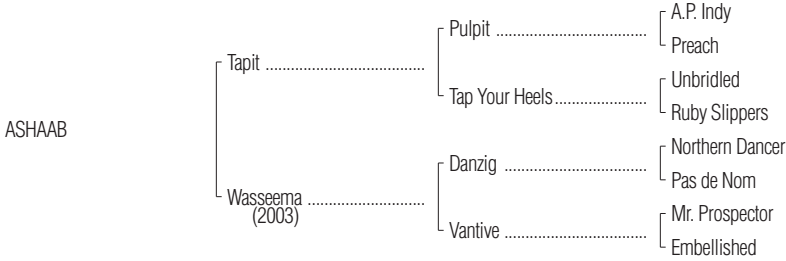 A.P. Indy
Pulpit ....................................
Preach
Tapit ......................................
Unbridled
Tap Your Heels ......................
Ruby Slippers
ASHAAB
Northern Dancer
Danzig ..................................
Pas de Nom
Wasseema ............................
(2003)
Mr. Prospector
Vantive ..................................
Embellished